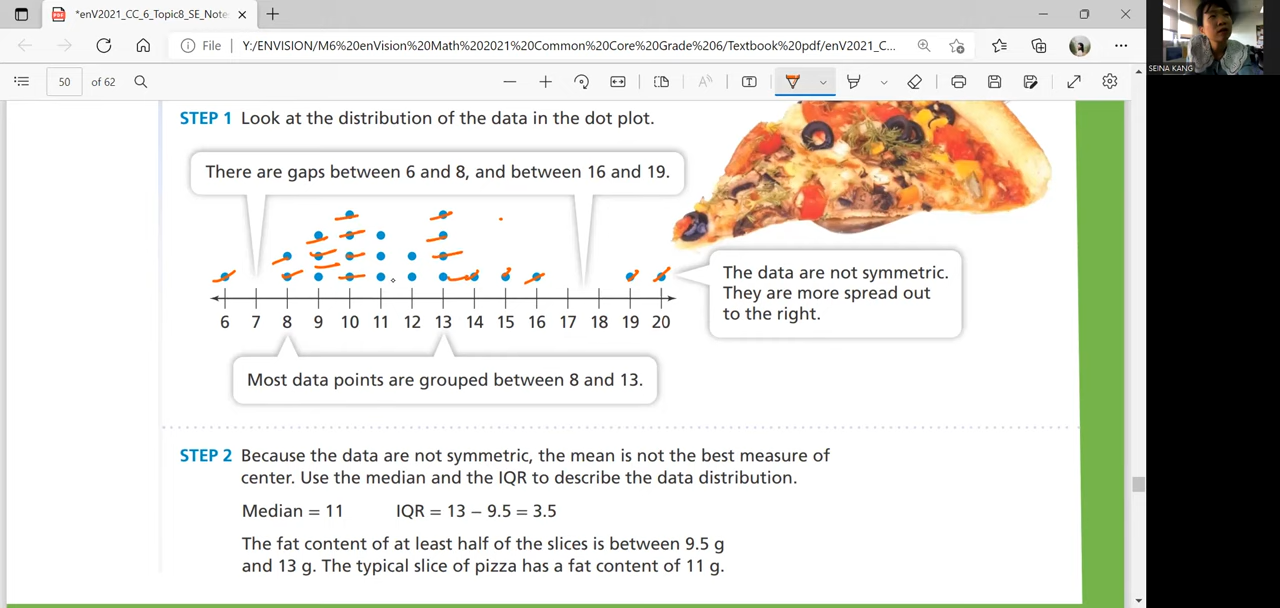 *enV2021_CC_6_Topic8_SE_Note
File
Y:/ENVISION/M6%20enVision%20Math%202021%20Common%20Core%20Grade%206/Textbook%20pdf/enV2021_C...
SEINA KANG
50 of 62
STEP 1 Look at the distribution of the data in the dot plot.
There are gaps between 6 and 8, and between 16 and 19.
The data are not symmetric.
They are more spread out
to the right.
6 7 8 9 10 11 12 13 14 15 16 17 18 19 20
Most data points are grouped between 8 and 13.
STEP 2 Because the data are not symmetric, the mean is not the best measure of
center. Use the median and the IQR to describe the data distribution.
Median = 11 IQR = 13 − 9.5 = 3.5
The fat content of at least half of the slices is between 9.5 g
and 13 g. The typical slice of pizza has a fat content of 11 g.